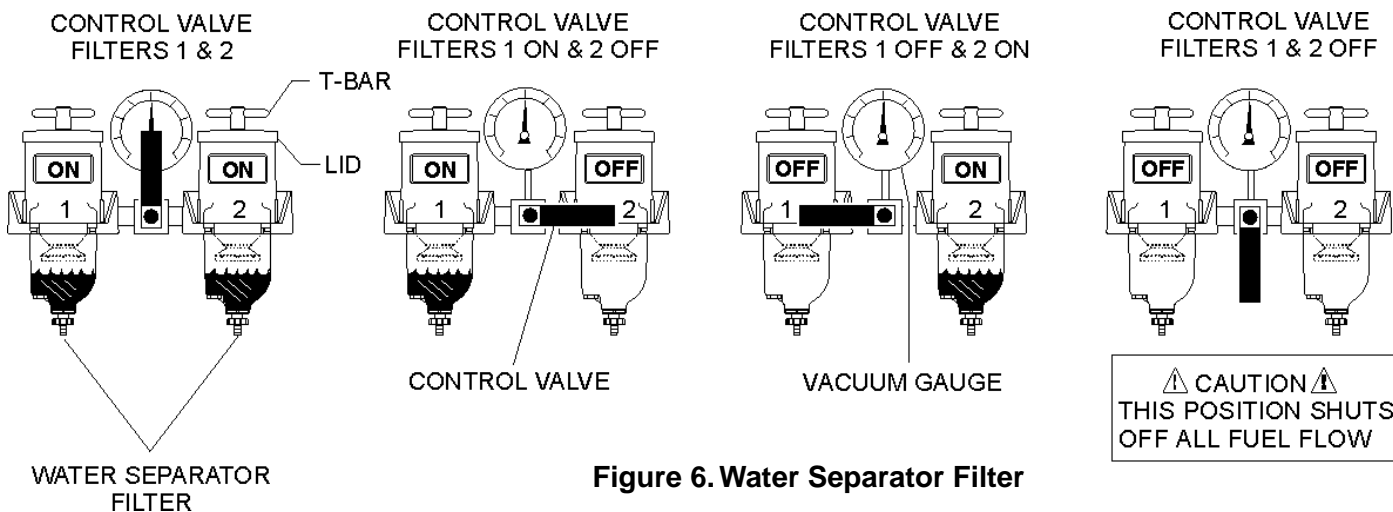 CONTROL VALVE
FILTERS 1 & 2
CONTROL VALVE
FILTERS 1 ON & 2 OFF
CONTROL VALVE
FILTERS 1 OFF & 2 ON
CONTROL VALVE
FILTERS 1 & 2 OFF
T-BAR
LID
ON
1
ON
2
ON
1
OFF
2
OFF
1
ON
2
OFF
1
OFF
2
CONTROL VALVE
VACUUM GAUGE
⚠ CAUTION ⚠
THIS POSITION SHUTS
OFF ALL FUEL FLOW
WATER SEPARATOR
FILTER
Figure 6. Water Separator Filter